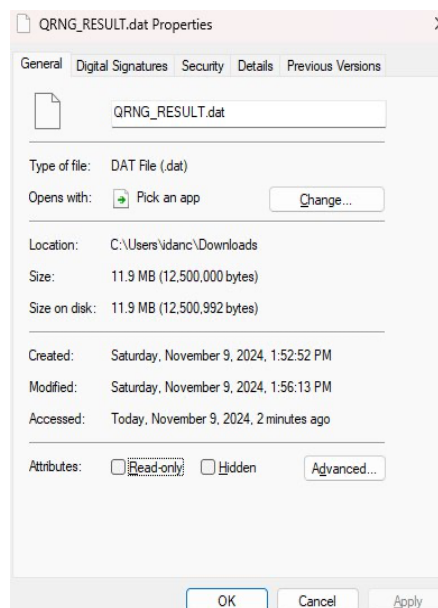 QRNG_RESULT.dat Properties
General Digital Signatures Security Details Previous Versions
QRNG_RESULT.dat
Type of file: DAT File (.dat)
Opens with: Pick an app Change...
Location: C:\Users\idanc\Downloads
Size: 11.9 MB (12,500,000 bytes)
Size on disk: 11.9 MB (12,500,992 bytes)
Created: Saturday, November 9, 2024, 1:52:52 PM
Modified: Saturday, November 9, 2024, 1:56:13 PM
Accessed: Today, November 9, 2024, 2 minutes ago
Attributes: Read-only Hidden Advanced...
OK Cancel Apply